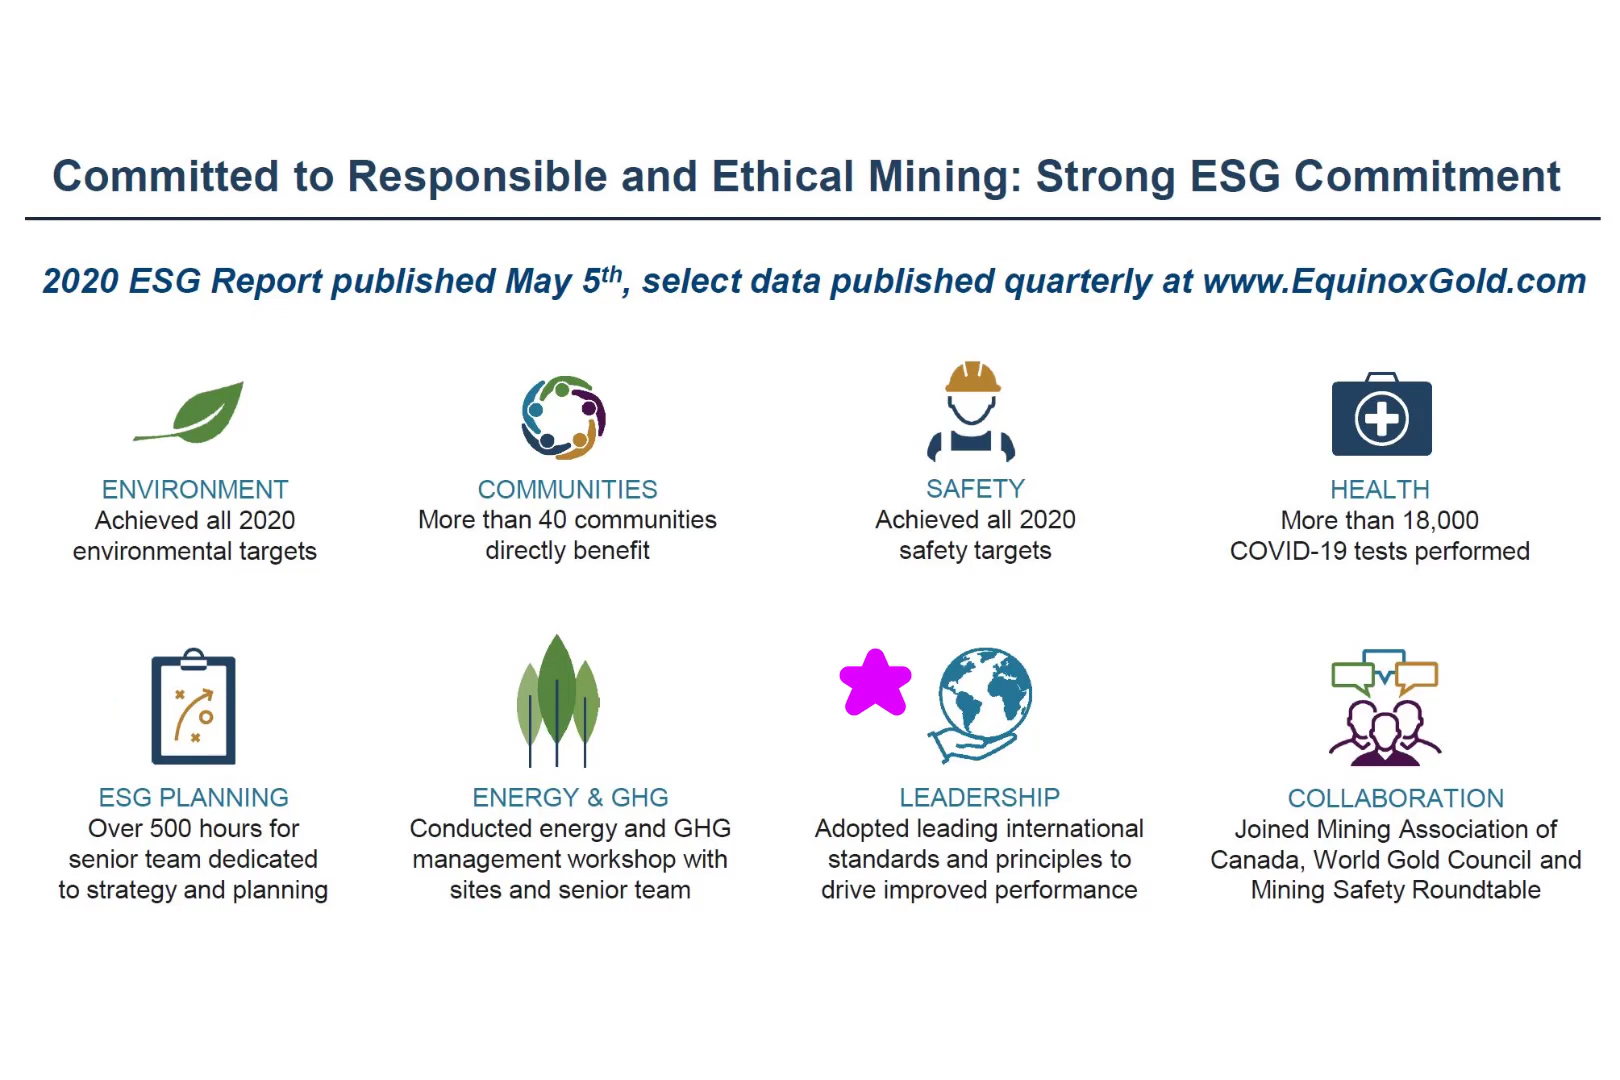 Committed to Responsible and Ethical Mining: Strong ESG Commitment
2020 ESG Report published May 5th, select data published quarterly at www.EquinoxGold.com
ENVIRONMENT
Achieved all 2020
environmental targets
COMMUNITIES
More than 40 communities
directly benefit
SAFETY
Achieved all 2020
safety targets
HEALTH
More than 18,000
COVID-19 tests performed
ESG PLANNING
Over 500 hours for
senior team dedicated
to strategy and planning
ENERGY & GHG
Conducted energy and GHG
management workshop with
sites and senior team
LEADERSHIP
Adopted leading international
standards and principles to
drive improved performance
COLLABORATION
Joined Mining Association of
Canada, World Gold Council and
Mining Safety Roundtable